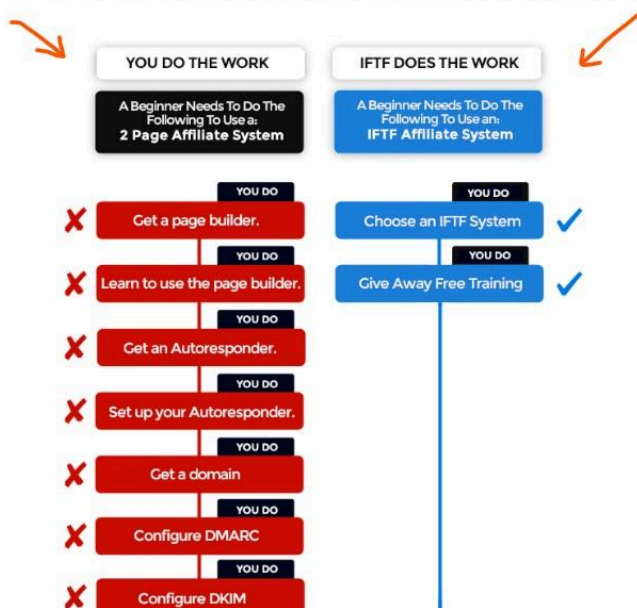 YOU DO THE WORK
IFTF DOES THE WORK
A Beginner Needs To Do The
Following To Use a:
2 Page Affiliate System
A Beginner Needs To Do The
Following To Use an:
IFTF Affiliate System
YOU DO
Get a page builder.
YOU DO
Choose an IFTF System
YOU DO
Learn to use the page builder.
YOU DO
Give Away Free Training
YOU DO
Get an Autoresponder.
YOU DO
Set up your Autoresponder.
YOU DO
Get a domain
YOU DO
Configure DMARC
YOU DO
Configure DKIM